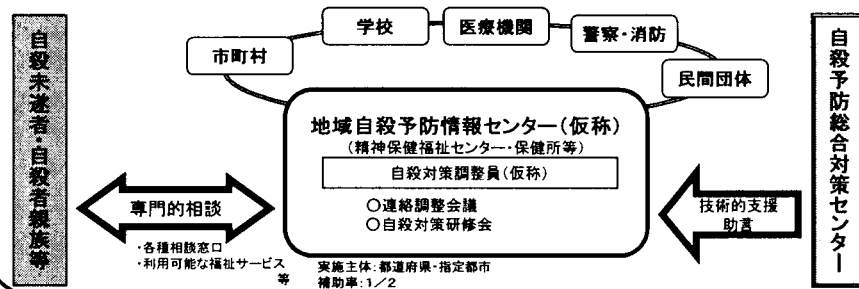 学校
医療機関
警察・消防
市町村
民間団体
自殺未遂者・自殺者親族等
地域自殺予防情報センター(仮称)
(精神保健福祉センター・保健所等)
自殺対策調整員(仮称)
○連絡調整会議
○自殺対策研修会
専門的相談
・各種相談窓口
・利用可能な福祉サービス
等
実施主体:都道府県・指定都市
補助率:1/2
技術的支援
助言
自殺予防総合対策センター